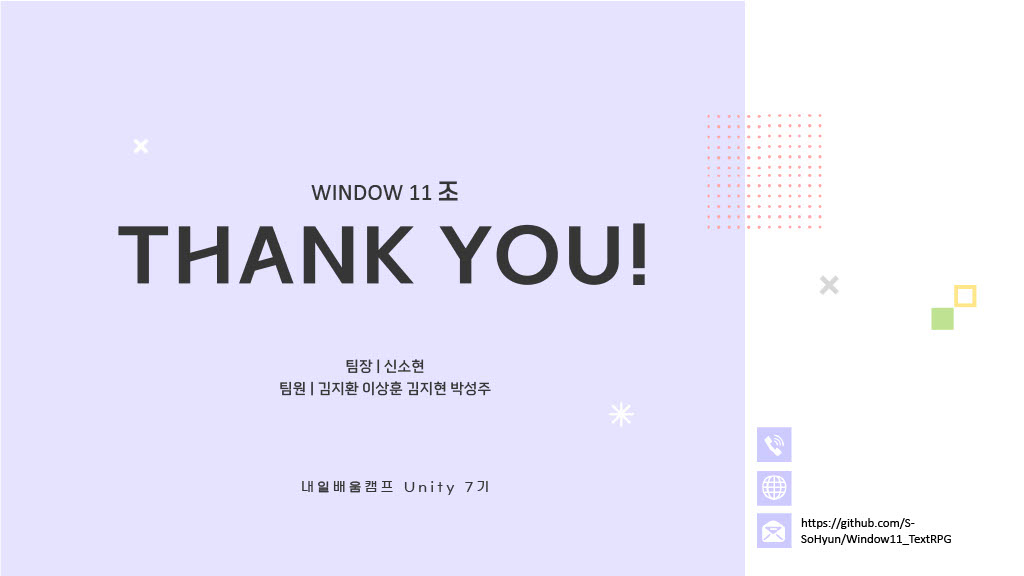 WINDOW 11 조
THANK YOU!
팀장 | 신소현
팀원 | 김지환 이상훈 김지현 박성주
내일배움캠프 Unity 7기
https://github.com/S-
SoHyun/Window11_TextRPG